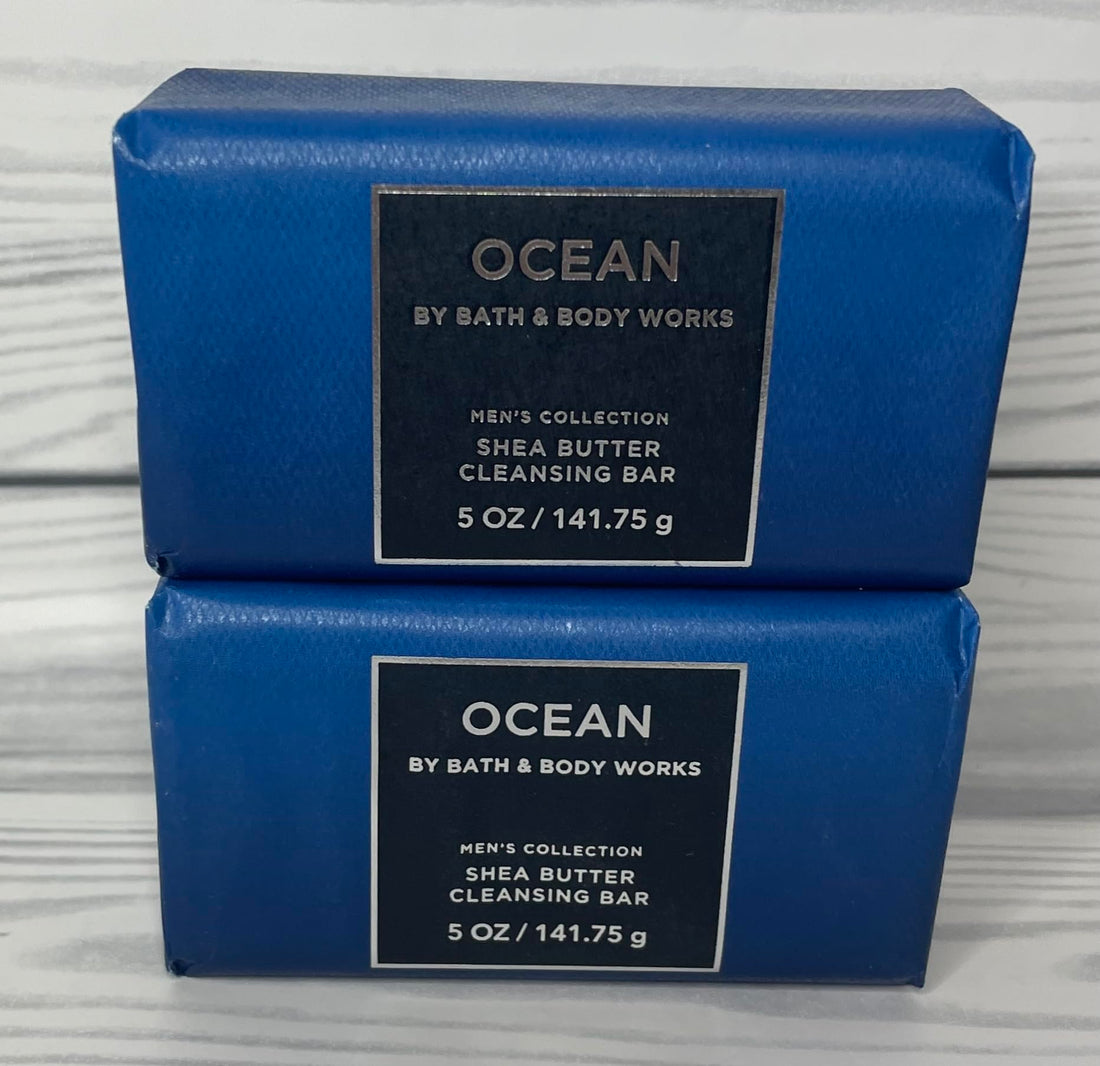 OCEAN
BY BATH & BODY WORKS
MEN'S COLLECTION
SHEA BUTTER
CLEANSING BAR
5 OZ / 141.75 g
OCEAN
BY BATH & BODY WORKS
MEN'S COLLECTION
SHEA BUTTER
CLEANSING BAR
5 OZ / 141.75 g